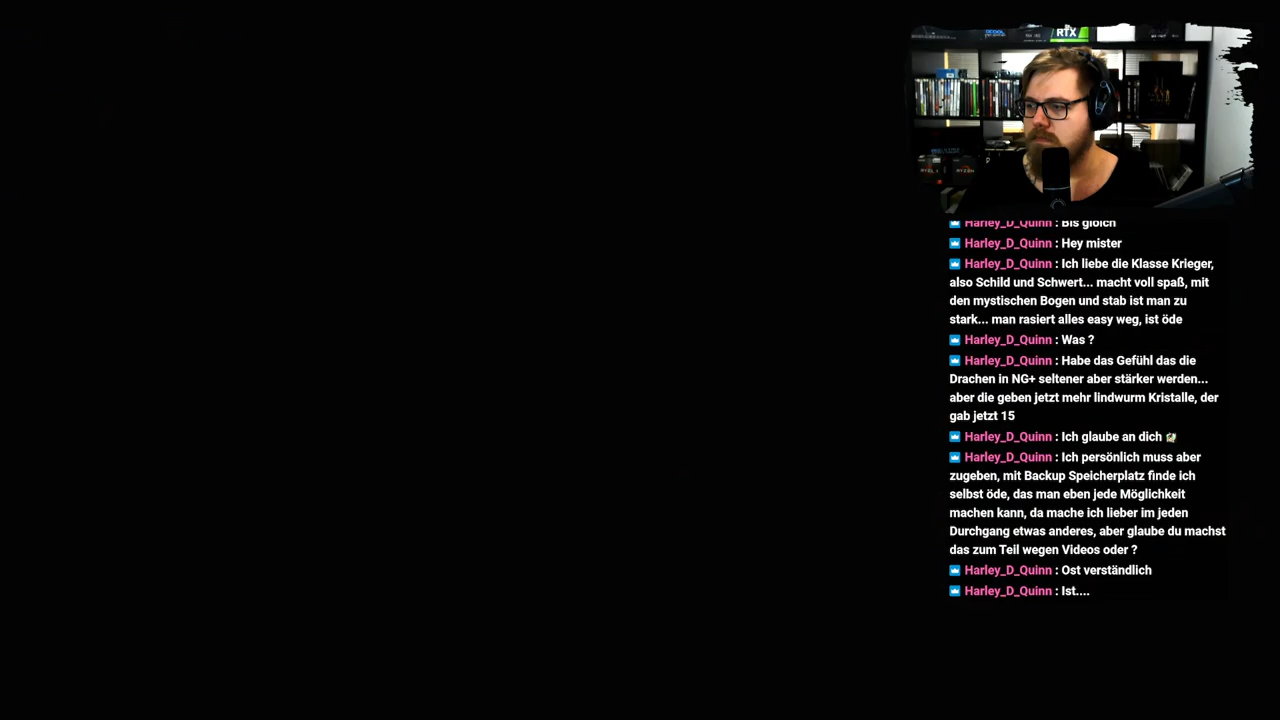 RTX
Harley_D_Quinn : Bis gloich
Harley_D_Quinn : Hey mister
Harley_D_Quinn : Ich liebe die Klasse Krieger,
also Schild und Schwert... macht voll spaß, mit
den mystischen Bogen und stab ist man zu
stark... man rasiert alles easy weg, ist öde
Harley_D_Quinn : Was ?
Harley_D_Quinn : Habe das Gefühl das die
Drachen in NG+ seltener aber stärker werden...
aber die geben jetzt mehr lindwurm Kristalle, der
gab jetzt 15
Harley_D_Quinn : Ich glaube an dich
Harley_D_Quinn : Ich persönlich muss aber
zugeben, mit Backup Speicherplatz finde ich
selbst öde, das man eben jede Möglichkeit
machen kann, da mache ich lieber im jeden
Durchgang etwas anderes, aber glaube du machst
das zum Teil wegen Videos oder ?
Harley_D_Quinn : Ost verständlich
Harley_D_Quinn : Ist....